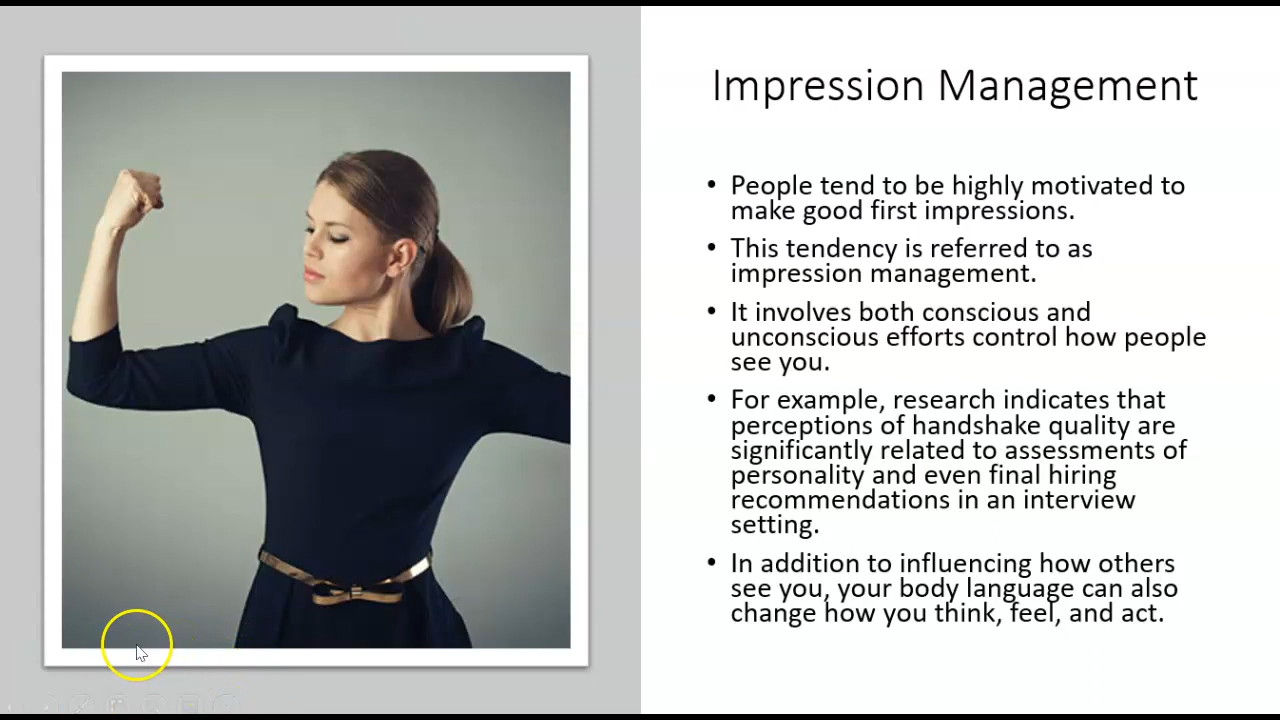 Impression Management
• People tend to be highly motivated to
make good first impressions.
• This tendency is referred to as
impression management.
• It involves both conscious and
unconscious efforts control how people
see you.
• For example, research indicates that
perceptions of handshake quality are
significantly related to assessments of
personality and even final hiring
recommendations in an interview
setting.
• In addition to influencing how others
see you, your body language can also
change how you think, feel, and act.